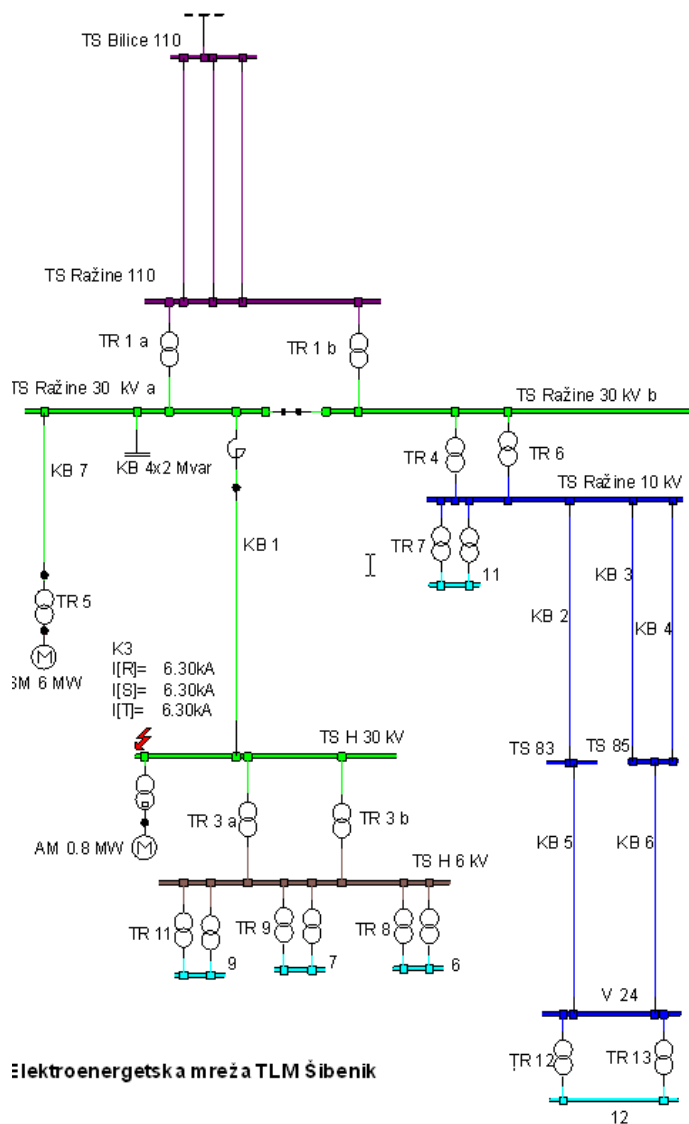 TS Bilice 110
TS Ražine 110
TR 1 a
TR 1 b
TS Ražine 30 kV a
TS Ražine 30 kV b
KB 7
KB 4x2 Mvar
TR 4
TR 6
TS Ražine 10 kV
KB 1
TR 7
11
KB 3
KB 2
KB 4
TR 5
SM 6 MW
M
K3
I[R]= 6.30kA
I[S]= 6.30kA
I[T]= 6.30kA
TS H 30 kV
TS 83
TS 85
TR 3 a
TR 3 b
AM 0.8 MW
M
KB 5
KB 6
TS H 6 kV
TR 11
TR 9
TR 8
9
7
6
V 24
TR 12
TR 13
Elektroenergetska mreža TLM Šibenik
12